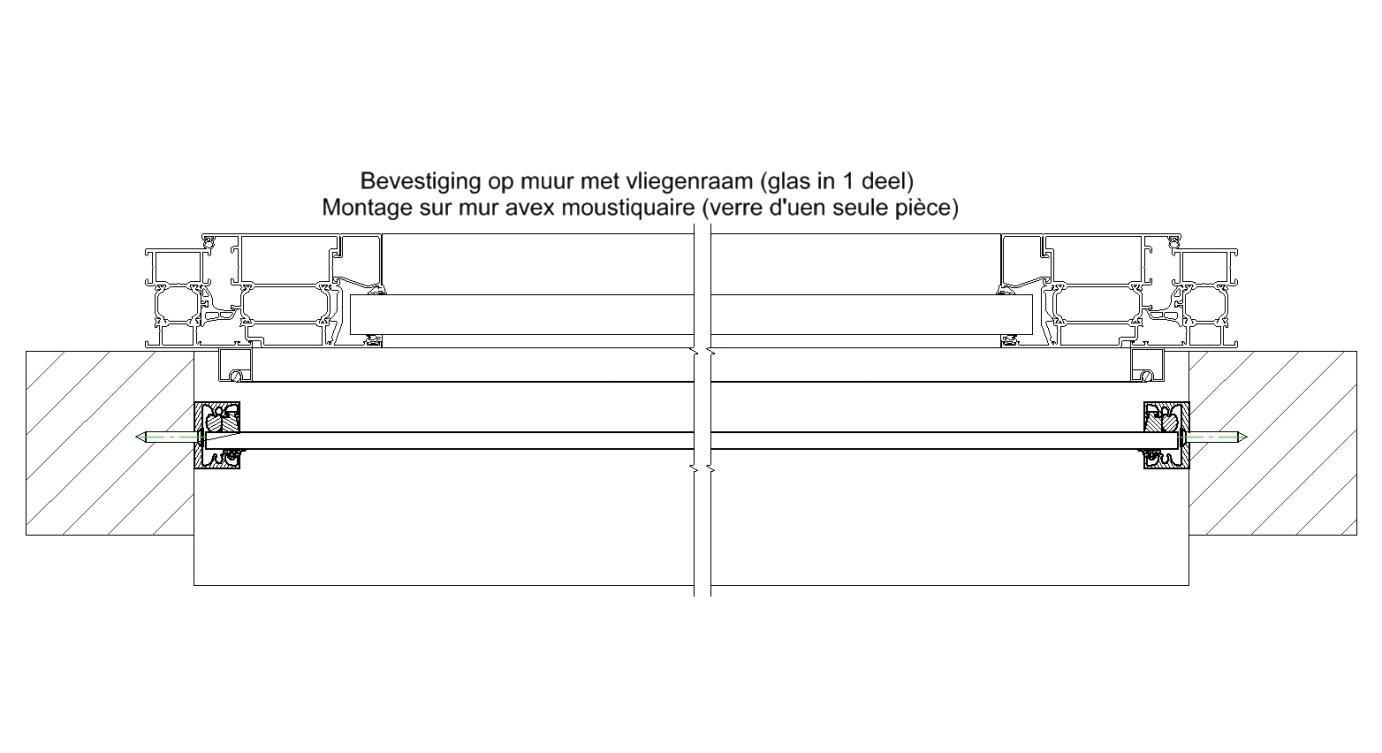 Bevestiging op muur met vliegenraam (glas in 1 deel)
Montage sur mur avex moustiquaire (verre d'uen seule pièce)